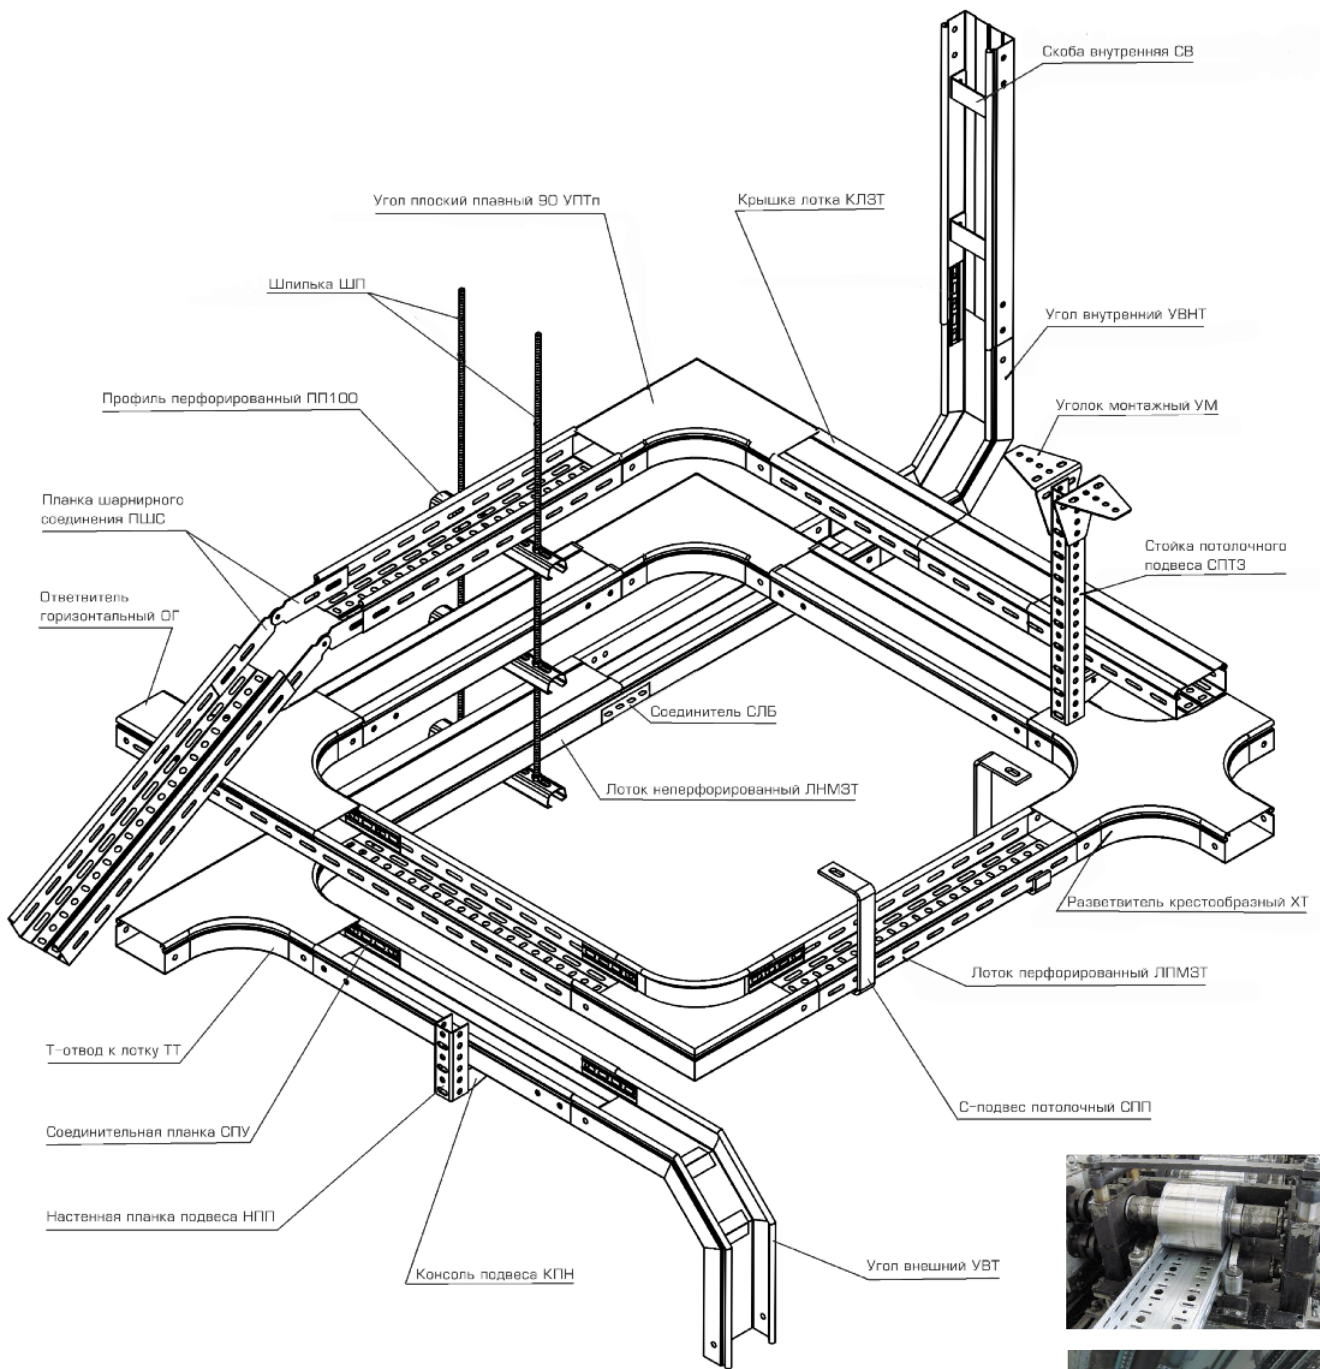 Скоба внутренняя СВ
Угол плоский плавный 90 УПТп
Крышка лотка КЛЗТ
Шпилька ШП
Угол внутренний УВНТ
Профиль перфорированный ПП100
Уголок монтажный УМ
Планка шарнирного
соединения ПШС
Стойка потолочного
подвеса СПТЗ
Ответвитель
горизонтальный ОГ
Соединитель СЛБ
Лоток неперфорированный ЛНМЗТ
Разветвитель крестообразный ХТ
Лоток перфорированный ЛПМЗТ
Т-отвод к лотку ТТ
С-подвес потолочный СПП
Соединительная планка СПУ
Настенная планка подвеса НПП
Консоль подвеса КПН
Угол внешний УВТ